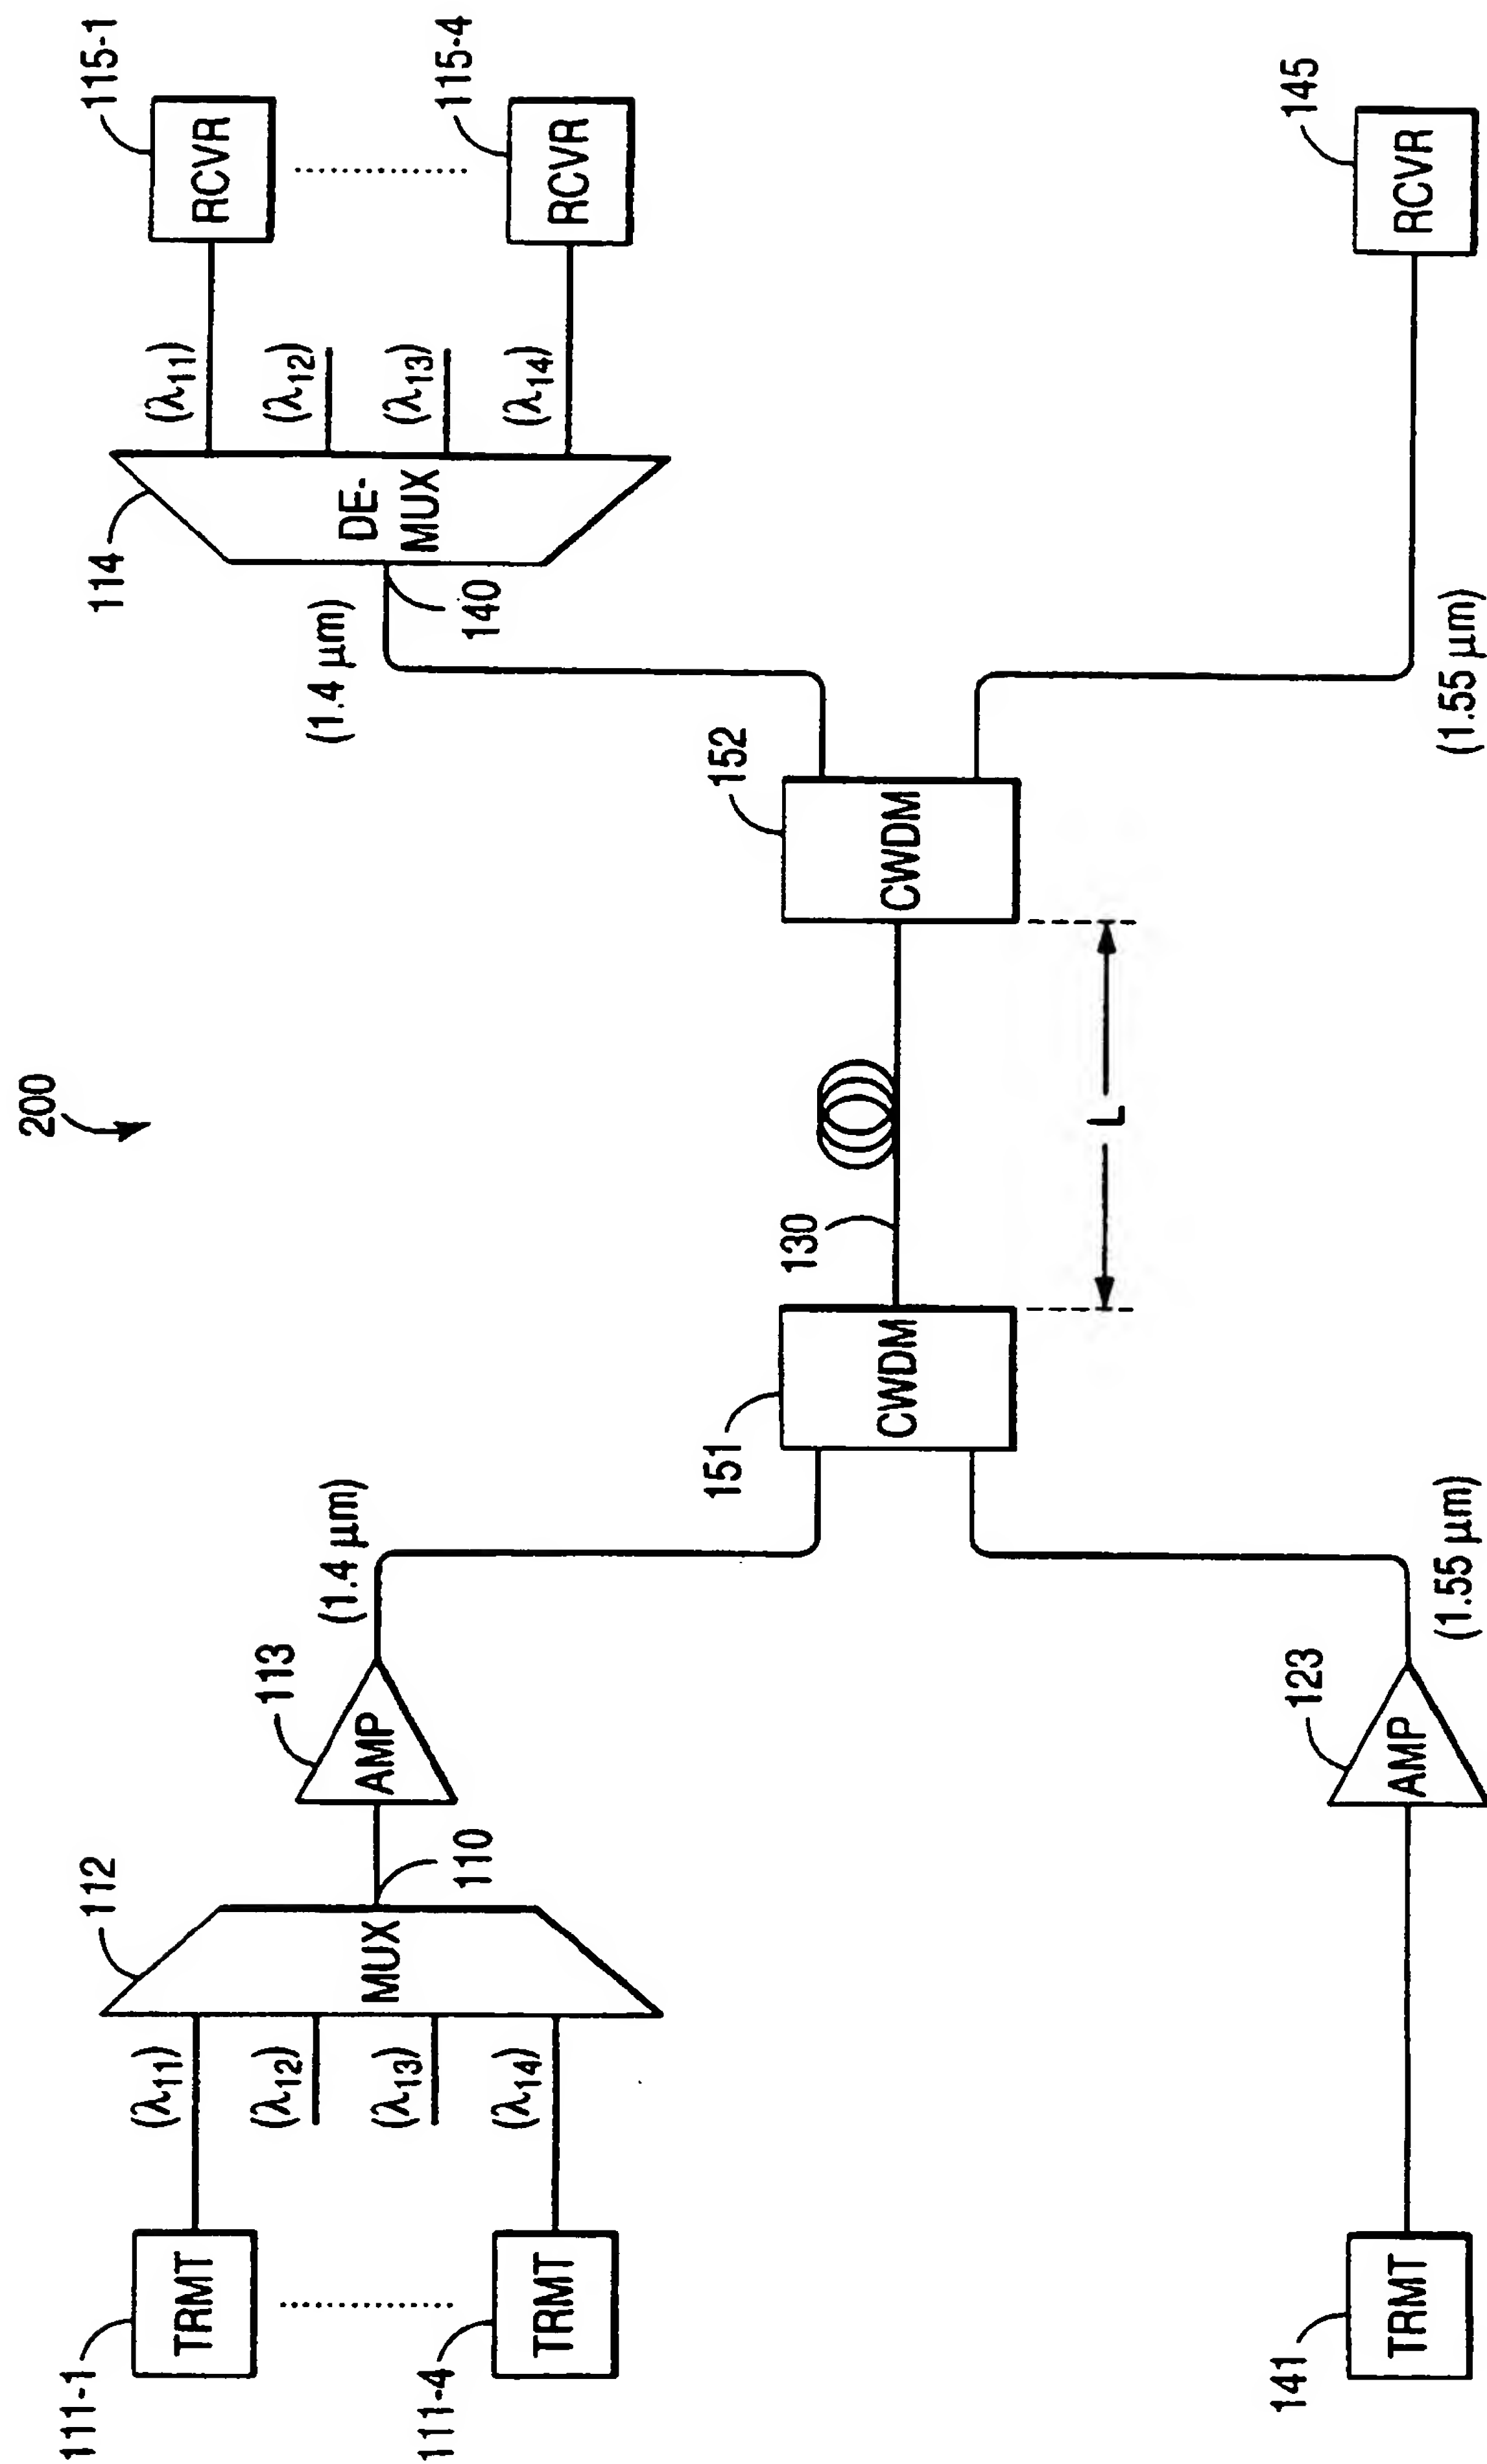 200
111-1
TRMT
111-4
TRMT
(λ11)
(λ12)
(λ13)
(λ14)
112
MUX
110
113
AMP
(1.4 μm)
151
CWDM
130
L
152
CWDM
(1.4 μm)
140
114
DE-
MUX
(λ11)
(λ12)
(λ13)
(λ14)
115-1
RCVR
115-4
RCVR
141
TRMT
123
AMP
(1.55 μm)
(1.55 μm)
145
RCVR